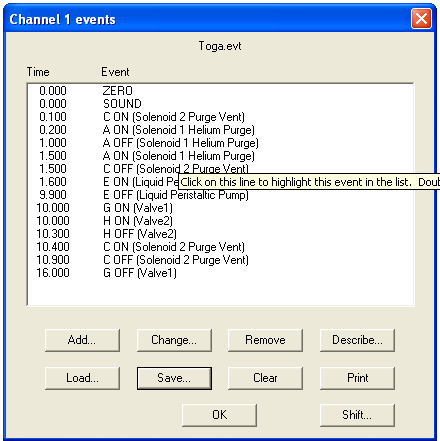 Channel 1 events
Toga.evt
Time Event
0.000 ZERO
0.000 SOUND
0.100 C ON (Solenoid 2 Purge Vent)
0.200 A ON (Solenoid 1 Helium Purge)
1.000 A OFF (Solenoid 1 Helium Purge)
1.500 A ON (Solenoid 1 Helium Purge)
1.500 C OFF (Solenoid 2 Purge Vent)
1.600 E ON (Liquid Pe Click on this line to highlight this event in the list. Doub
9.900 E OFF (Liquid Peristaltic Pump)
10.000 G ON (Valve1)
10.000 H ON (Valve2)
10.300 H OFF (Valve2)
10.400 C ON (Solenoid 2 Purge Vent)
10.900 C OFF (Solenoid 2 Purge Vent)
16.000 G OFF (Valve1)
Add... Change... Remove Describe...
Load... Save... Clear Print
OK Shift...